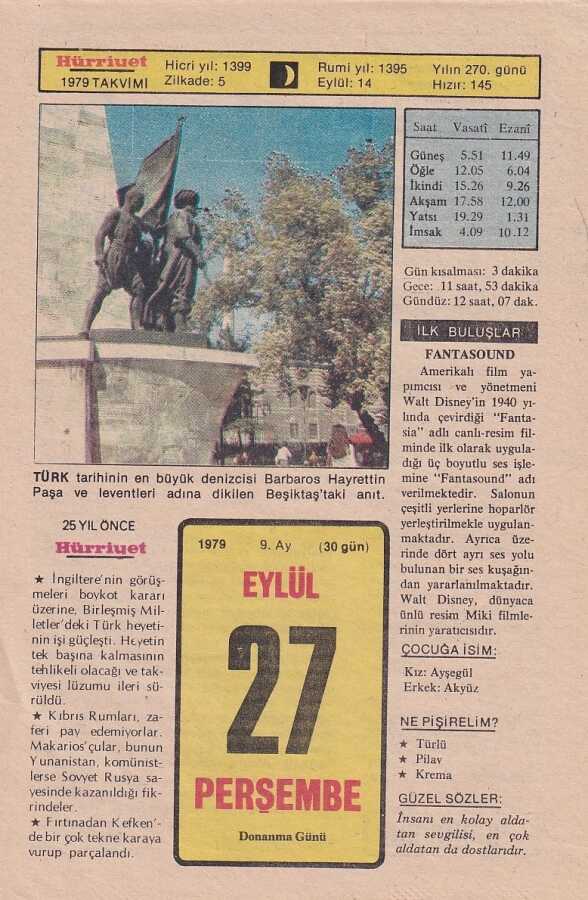 Hürriyet
1979 TAKVİMİ
Hicri yıl: 1399
Zilkade: 5
Rumi yıl: 1395
Eylül: 14
Yılın 270. günü
Hızır: 145
Saat Vasatî Ezanî
Güneş 5.51 11.49
Öğle 12.05 6.04
İkindi 15.26 9.26
Akşam 17.58 12.00
Yatsı 19.29 1.31
İmsak 4.09 10.12
Gün kısalması: 3 dakika
Gece: 11 saat, 53 dakika
Gündüz: 12 saat, 07 dak.
TÜRK tarihinin en büyük denizcisi Barbaros Hayrettin
Paşa ve leventleri adına dikilen Beşiktaş'taki anıt.
İLK BULUŞLAR
FANTASOUND
Amerikalı film ya-
pımcısı ve yönetmeni
Walt Disney'in 1940 yı-
lında çevirdiği "Fanta-
sia" adlı canlı-resim fil-
minde ilk olarak uygula-
dığı üç boyutlu ses işle-
mine "Fantasound" adı
verilmektedir. Salonun
çeşitli yerlerine hoparlör
yerleştirilmekle uygulan-
maktadır. Ayrıca üze-
rinde dört ayrı ses yolu
bulunan bir ses kuşağın-
dan yararlanılmaktadır.
Walt Disney, dünyaca
ünlü resim Miki filmle-
rinin yaratıcısıdır.
25 YIL ÖNCE
Hürriyet
★ İngiltere'nin görüş-
meleri boykot kararı
üzerine, Birleşmiş Mil-
letler'deki Türk heyeti-
nin işi güçleşti. Heyetin
tek başına kalmasının
tehlikeli olacağı ve tak-
viyesi lüzumu ileri sü-
rüldü.
★ Kıbrıs Rumları, za-
feri pay edemiyorlar.
Makarios'çular, bunun
Yunanistan, komünist-
lerse Sovyet Rusya sa-
yesinde kazanıldığı fik-
rindeler.
★ Fırtınadan Kefken'-
de bir çok tekne karaya
vurup parçalandı.
1979 9. Ay (30 gün)
EYLÜL
27
PERŞEMBE
Donanma Günü
ÇOCUĞA İSİM:
Kız: Ayşegül
Erkek: Akyüz
NE PİŞİRELİM?
★ Türlü
★ Pilav
★ Krema
GÜZEL SÖZLER:
İnsanı en kolay alda-
tan sevgilisi, en çok
aldatan da dostlarıdır.